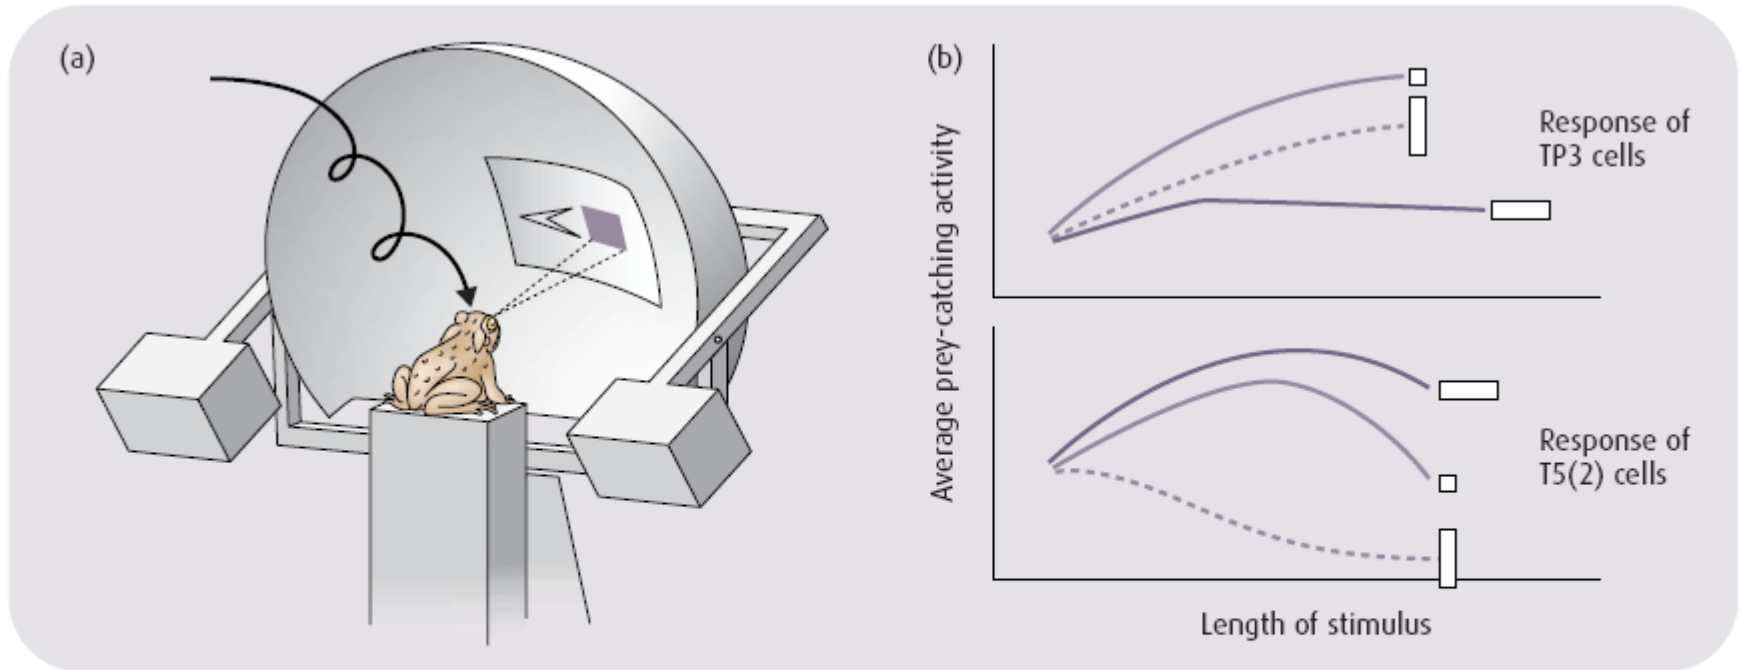 (a)
(b)
Average prey-catching activity
Response of
TP3 cells
Response of
T5(2) cells
Length of stimulus